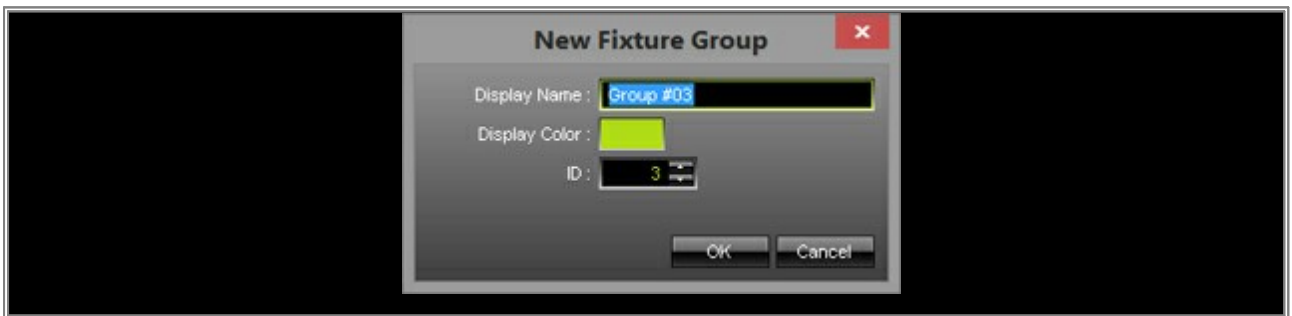 New Fixture Group
Display Name : Group #03
Display Color :
ID : 3
OK Cancel